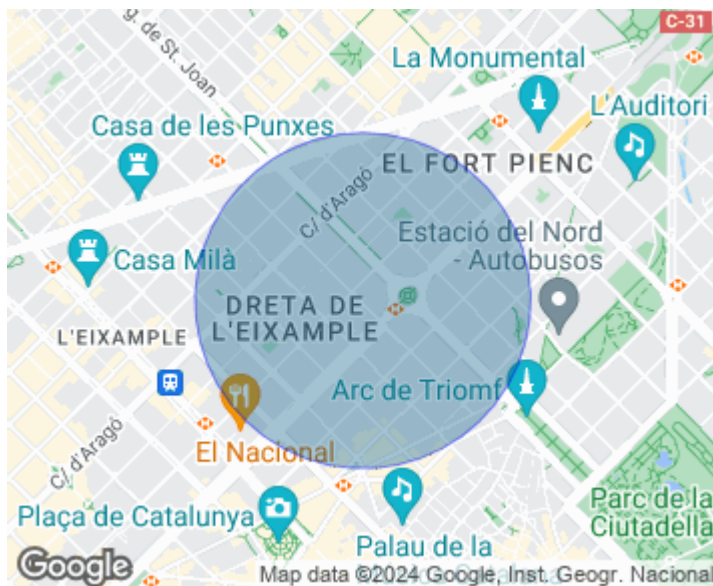 C-31
g. de St. Joan
La Monumental
L'Auditori
Casa de les Punxes
EL FORT PIENC
C/ d'Aragó
Estació del Nord
- Autobusos
Casa Milà
DRETA DE
L'EIXAMPLE
L'EIXAMPLE
Arc de Triomf
C/ d'Aragó
El Nacional
Parc de la
Ciutadella
Plaça de Catalunya
Palau de la
Google
Map data ©2024 Google, Inst. Geogr. Nacional